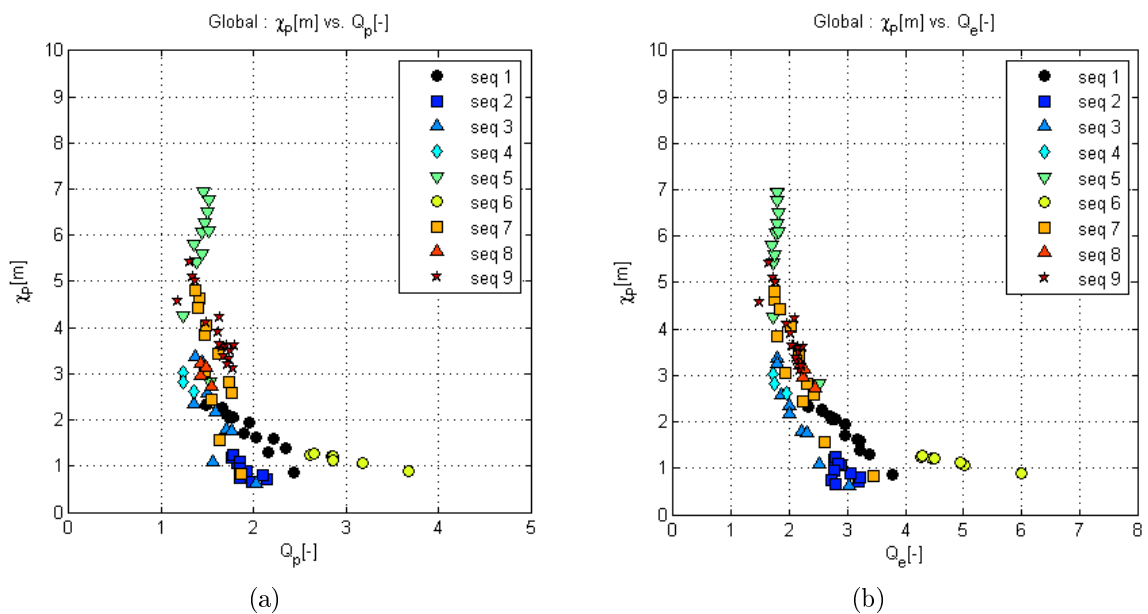 Global : χP[m] vs. Qp[-]
10
9
8
7
6
5
4
3
2
1
0
χP[m]
0 1 2 3 4 5
Qp[-]
seq 1
seq 2
seq 3
seq 4
seq 5
seq 6
seq 7
seq 8
seq 9
(a)
Global : χP[m] vs. Qe[-]
10
9
8
7
6
5
4
3
2
1
0
χP[m]
0 1 2 3 4 5 6 7 8
Qe[-]
seq 1
seq 2
seq 3
seq 4
seq 5
seq 6
seq 7
seq 8
seq 9
(b)